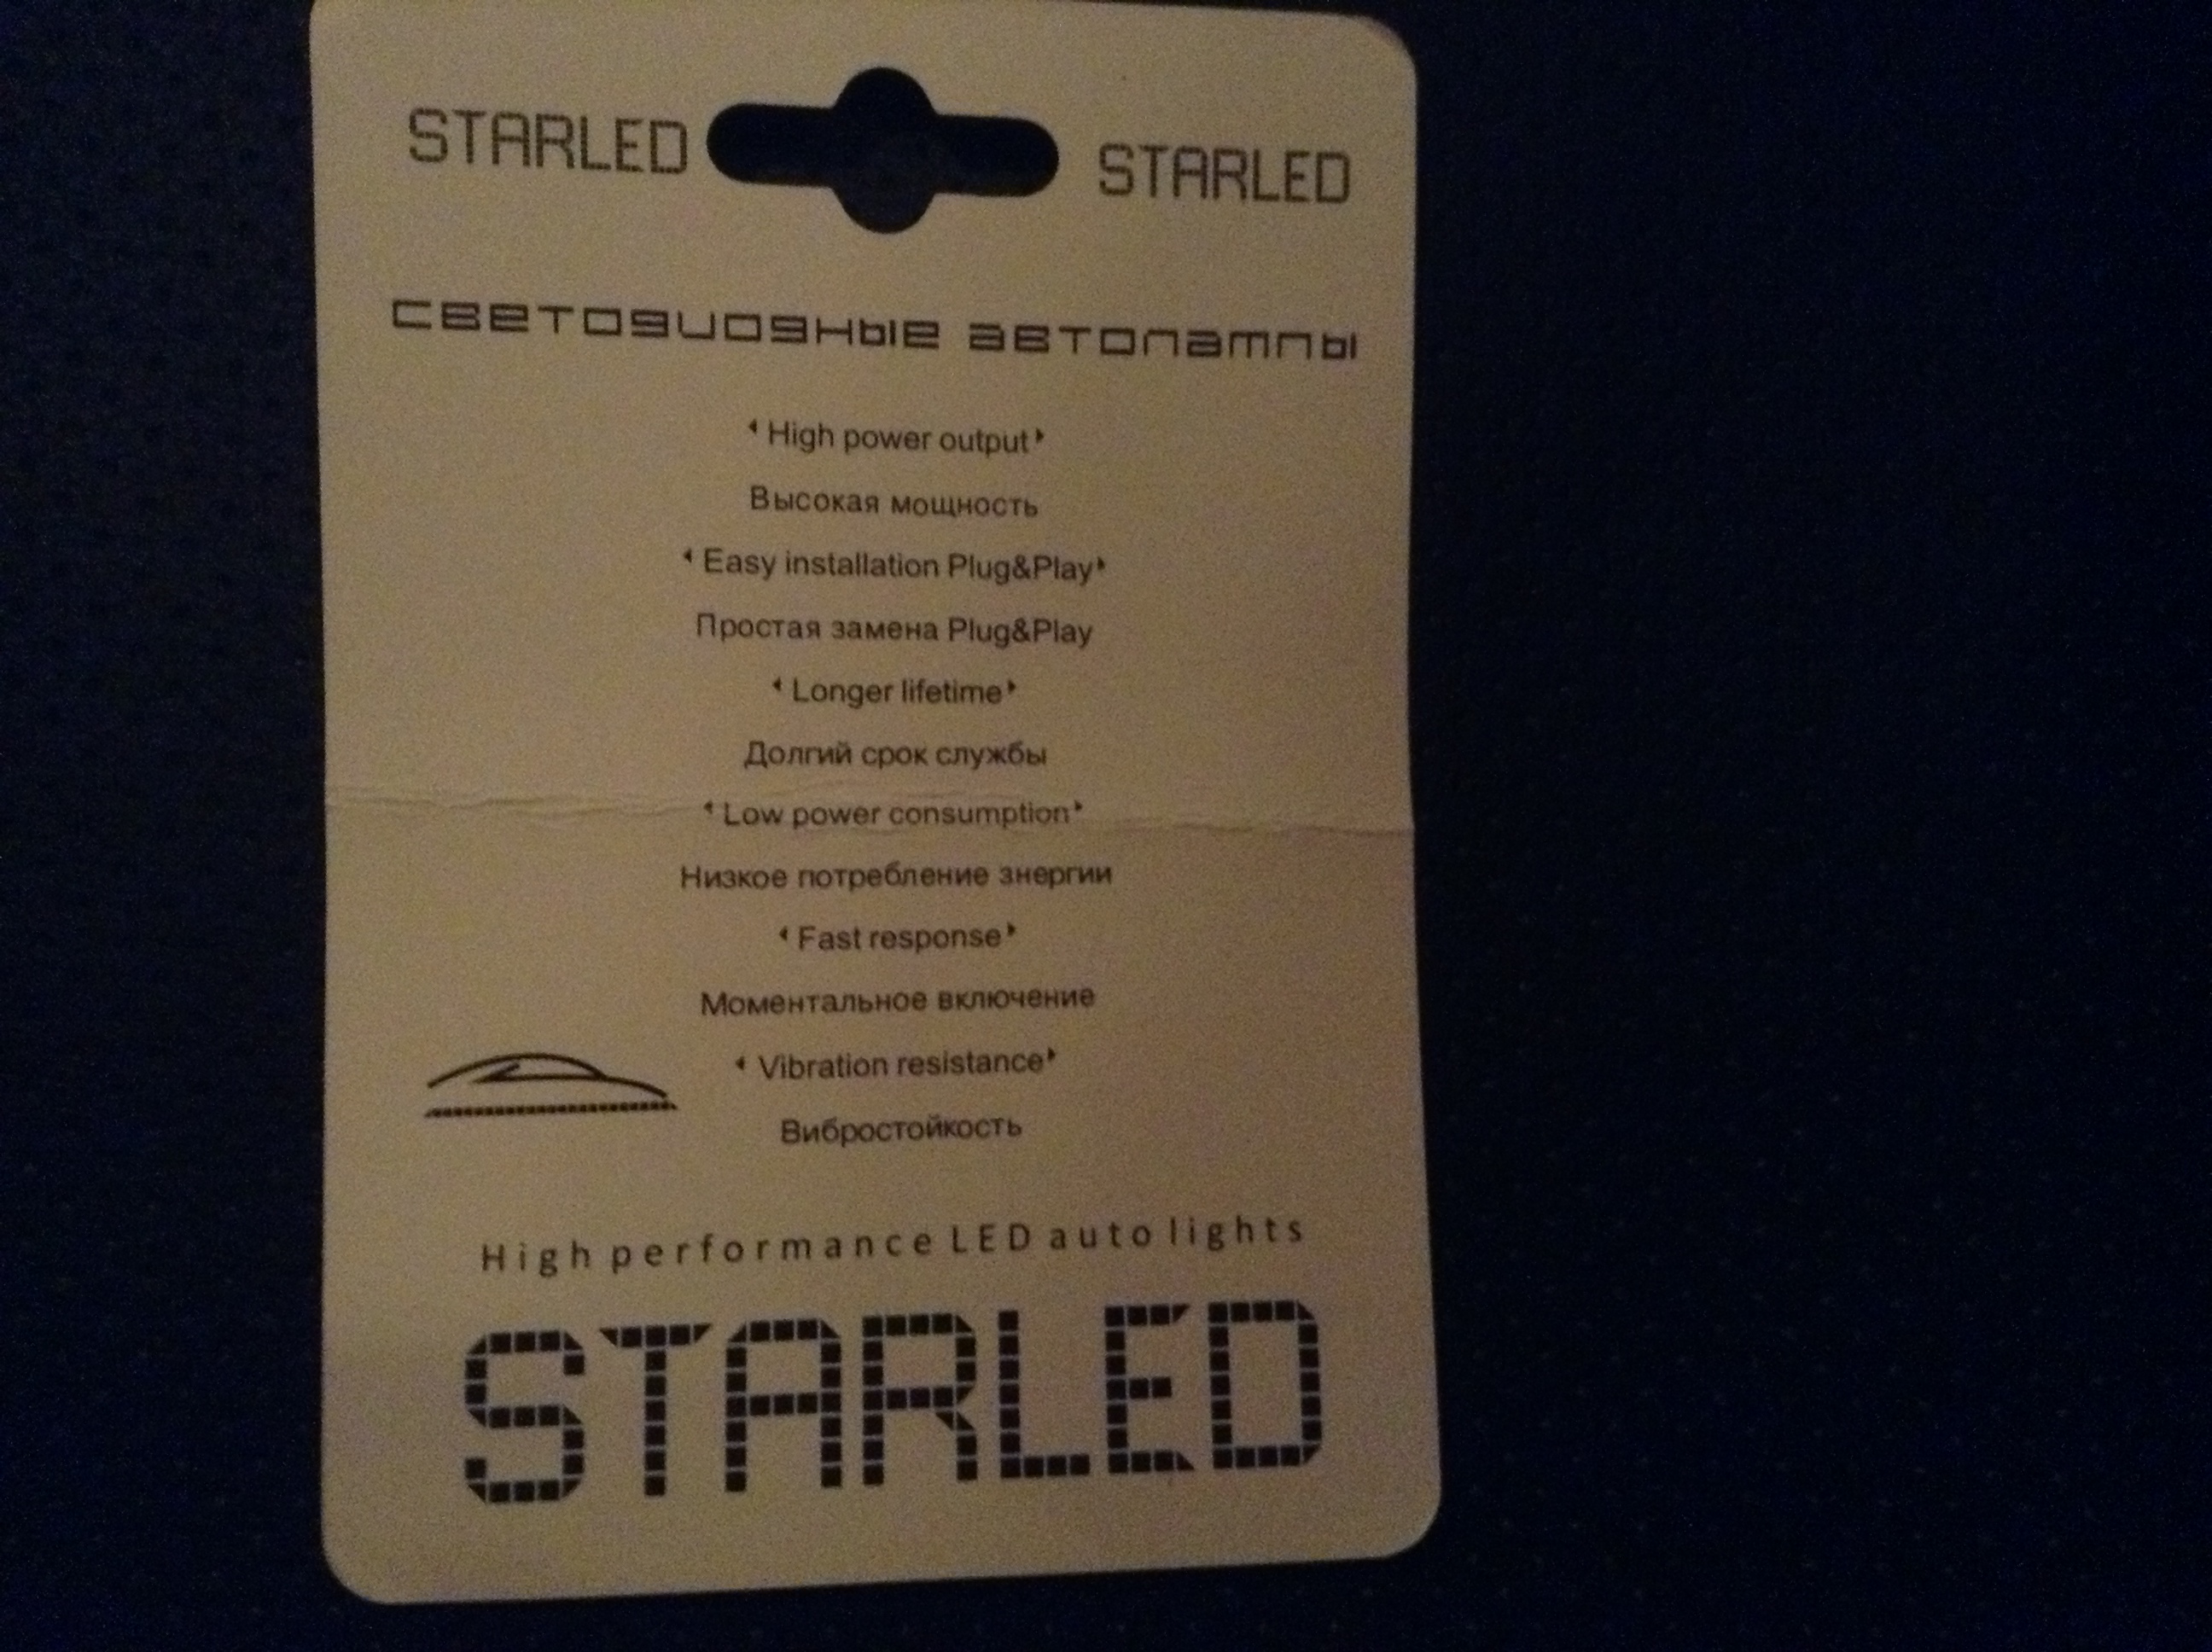 STARLED STARLED
светодиодные автолампы
High power output
Высокая мощность
Easy installation Plug&Play
Простая замена Plug&Play
Longer lifetime
Долгий срок службы
Low power consumption
Низкое потребление знергии
Fast response
Моментальное включение
Vibration resistance
Вибростойкость
High performance LED auto lights
STARLED